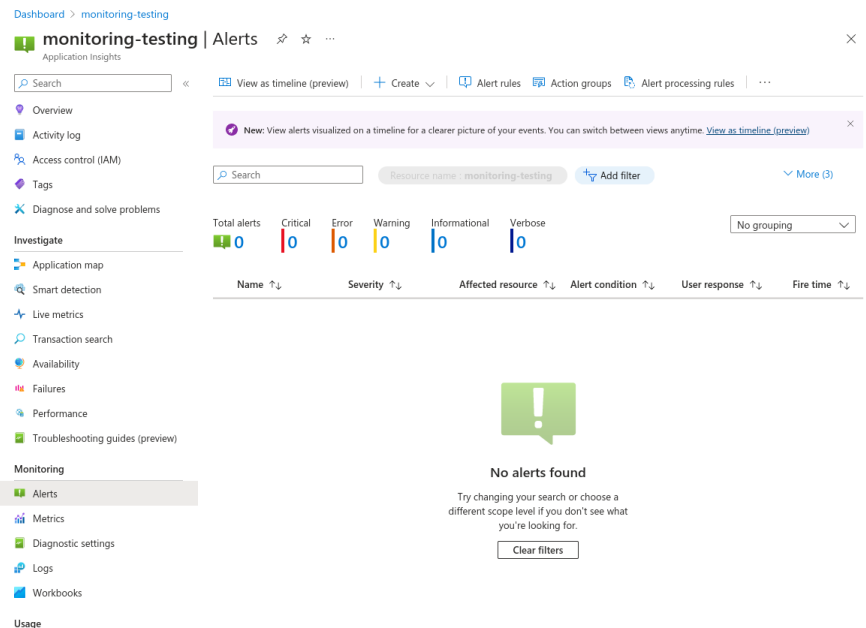 Dashboard > monitoring-testing
monitoring-testing | Alerts
Application Insights
Search
Overview
Activity log
Access control (IAM)
Tags
Diagnose and solve problems
Investigate
Application map
Smart detection
Live metrics
Transaction search
Availability
Failures
Performance
Troubleshooting guides (preview)
Monitoring
Alerts
Metrics
Diagnostic settings
Logs
Workbooks
Usage
View as timeline (preview) Create Alert rules Action groups Alert processing rules
New: View alerts visualized on a timeline for a clearer picture of your events. You can switch between views anytime. View as timeline (preview)
Search Resource name : monitoring-testing Add filter More (3)
Total alerts Critical Error Warning Informational Verbose
0 0 0 0 0 0
No grouping
Name Severity Affected resource Alert condition User response Fire time
No alerts found
Try changing your search or choose a
different scope level if you don't see what
you're looking for.
Clear filters